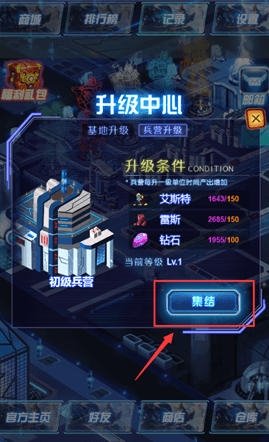 商城 排行榜 记录 设置
福利礼包
邮箱
升级中心
基地升级 兵营升级
升级条件 CONDITION
*兵营每升一级单位时间产出增加
艾斯特 1643/150
雷斯 2685/150
钻石 1955/100
当前等级 Lv.1
初级兵营
集结
官方主页 好友 商店 仓库